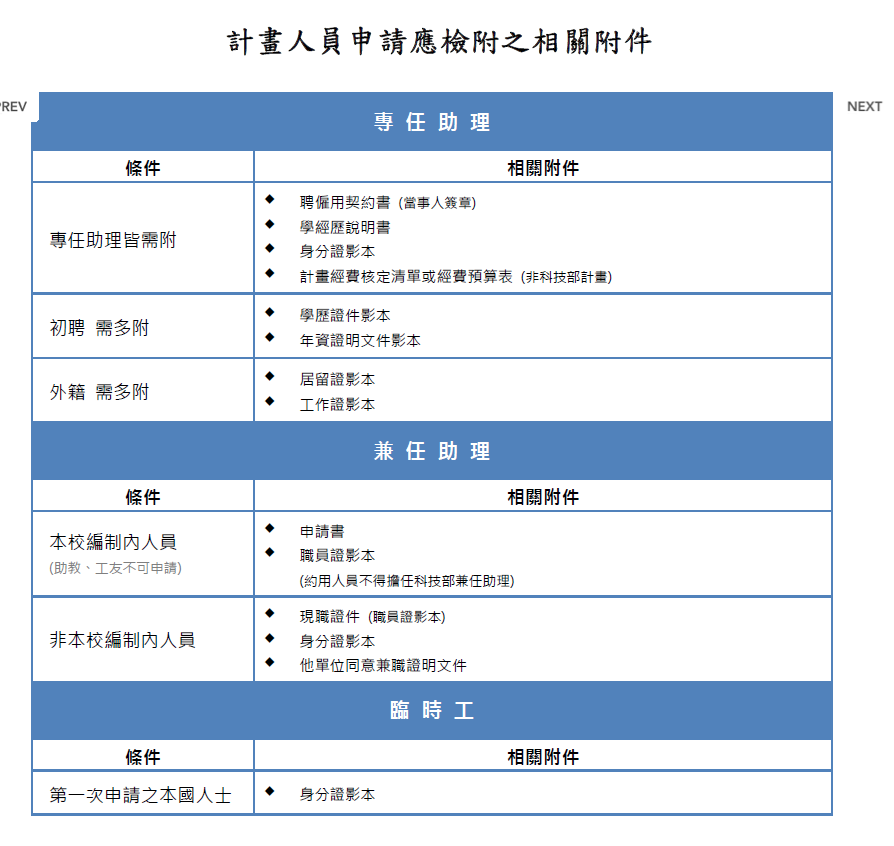 計畫人員申請應檢附之相關附件
PREV
NEXT
專任助理
條件 相關附件
專任助理皆需附
◆ 聘僱用契約書 (當事人簽章)
◆ 學經歷說明書
◆ 身分證影本
◆ 計畫經費核定清單或經費預算表 (非科技部計畫)
初聘 需多附
◆ 學歷證件影本
◆ 年資證明文件影本
外籍 需多附
◆ 居留證影本
◆ 工作證影本
兼任助理
條件 相關附件
本校編制內人員
(助教、工友不可申請)
◆ 申請書
◆ 職員證影本
(約用人員不得擔任科技部兼任助理)
非本校編制內人員
◆ 現職證件 (職員證影本)
◆ 身分證影本
◆ 他單位同意兼職證明文件
臨時工
條件 相關附件
第一次申請之本國人士
◆ 身分證影本